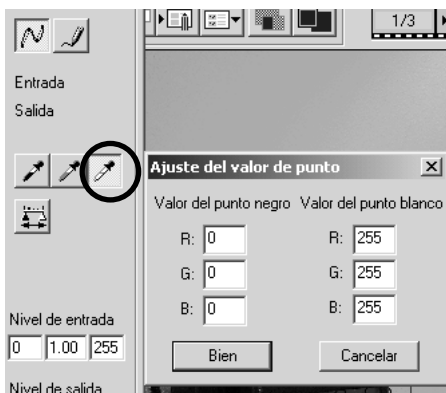 1/3
Entrada
Salida
Ajuste del valor de punto
Valor del punto negro Valor del punto blanco
R: 0 R: 255
G: 0 G: 255
B: 0 B: 255
Bien Cancelar
Nivel de entrada
0 1.00 255
Nivel de salida